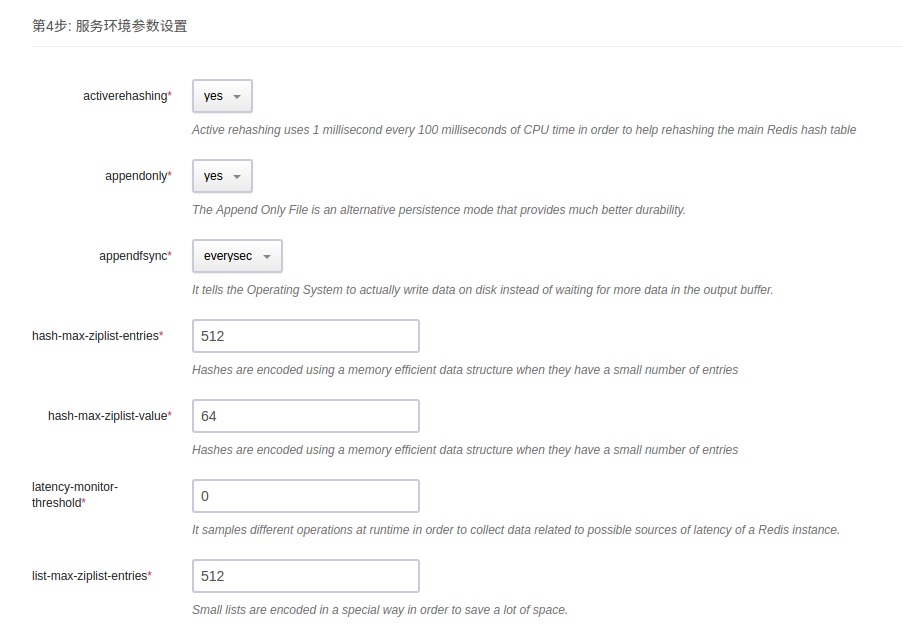 第4步: 服务环境参数设置
activerehashing* yes
Active rehashing uses 1 millisecond every 100 milliseconds of CPU time in order to help rehashing the main Redis hash table
appendonly* yes
The Append Only File is an alternative persistence mode that provides much better durability.
appendfsync* everysec
It tells the Operating System to actually write data on disk instead of waiting for more data in the output buffer.
hash-max-ziplist-entries* 512
Hashes are encoded using a memory efficient data structure when they have a small number of entries
hash-max-ziplist-value* 64
Hashes are encoded using a memory efficient data structure when they have a small number of entries
latency-monitor-
threshold* 0
It samples different operations at runtime in order to collect data related to possible sources of latency of a Redis instance.
list-max-ziplist-entries* 512
Small lists are encoded in a special way in order to save a lot of space.